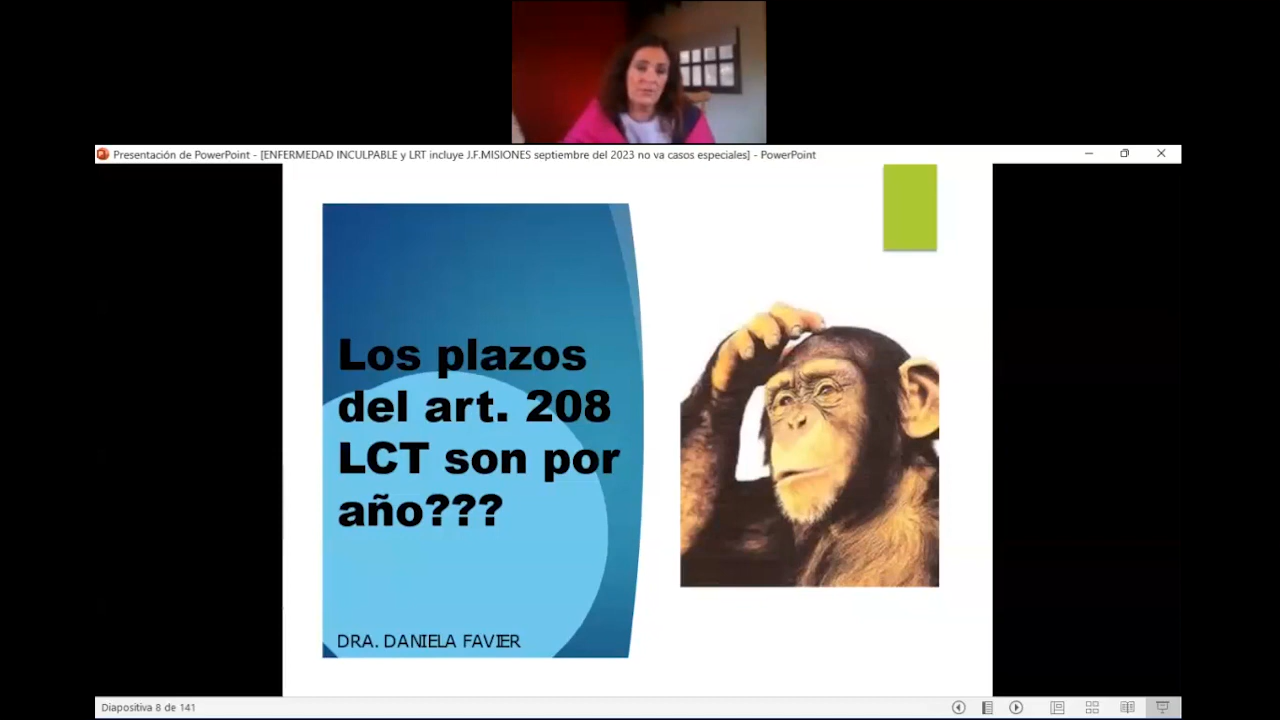 Presentación de PowerPoint - [ENFERMEDAD INCULPABLE y LRT incluye J.F.MISIONES septiembre del 2023 no va casos especiales] - PowerPoint
Los plazos
del art. 208
LCT son por
año???
DRA. DANIELA FAVIER
Diapositiva 8 de 141